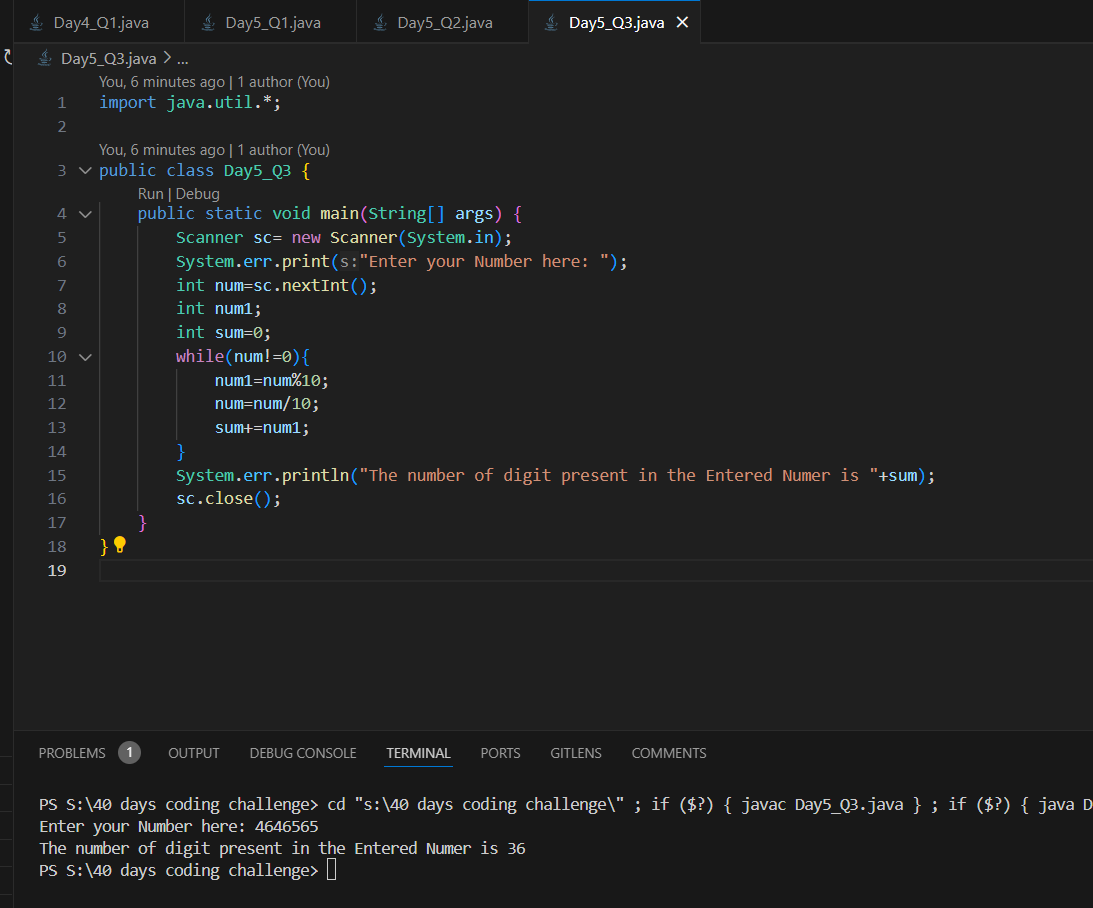 Day4_Q1.java Day5_Q1.java Day5_Q2.java Day5_Q3.java
Day5_Q3.java > ...
You, 6 minutes ago | 1 author (You)
1 import java.util.*;
2
You, 6 minutes ago | 1 author (You)
3 public class Day5_Q3 {
Run | Debug
4 public static void main(String[] args) {
5 Scanner sc= new Scanner(System.in);
6 System.err.print(s:"Enter your Number here: ");
7 int num=sc.nextInt();
8 int num1;
9 int sum=0;
10 while(num!=0){
11 num1=num%10;
12 num=num/10;
13 sum+=num1;
14 }
15 System.err.println("The number of digit present in the Entered Numer is "+sum);
16 sc.close();
17 }
18 }
19
PROBLEMS 1 OUTPUT DEBUG CONSOLE TERMINAL PORTS GITLENS COMMENTS
PS S:\40 days coding challenge> cd "s:\40 days coding challenge\" ; if ($?) { javac Day5_Q3.java } ; if ($?) { java D
Enter your Number here: 4646565
The number of digit present in the Entered Numer is 36
PS S:\40 days coding challenge>